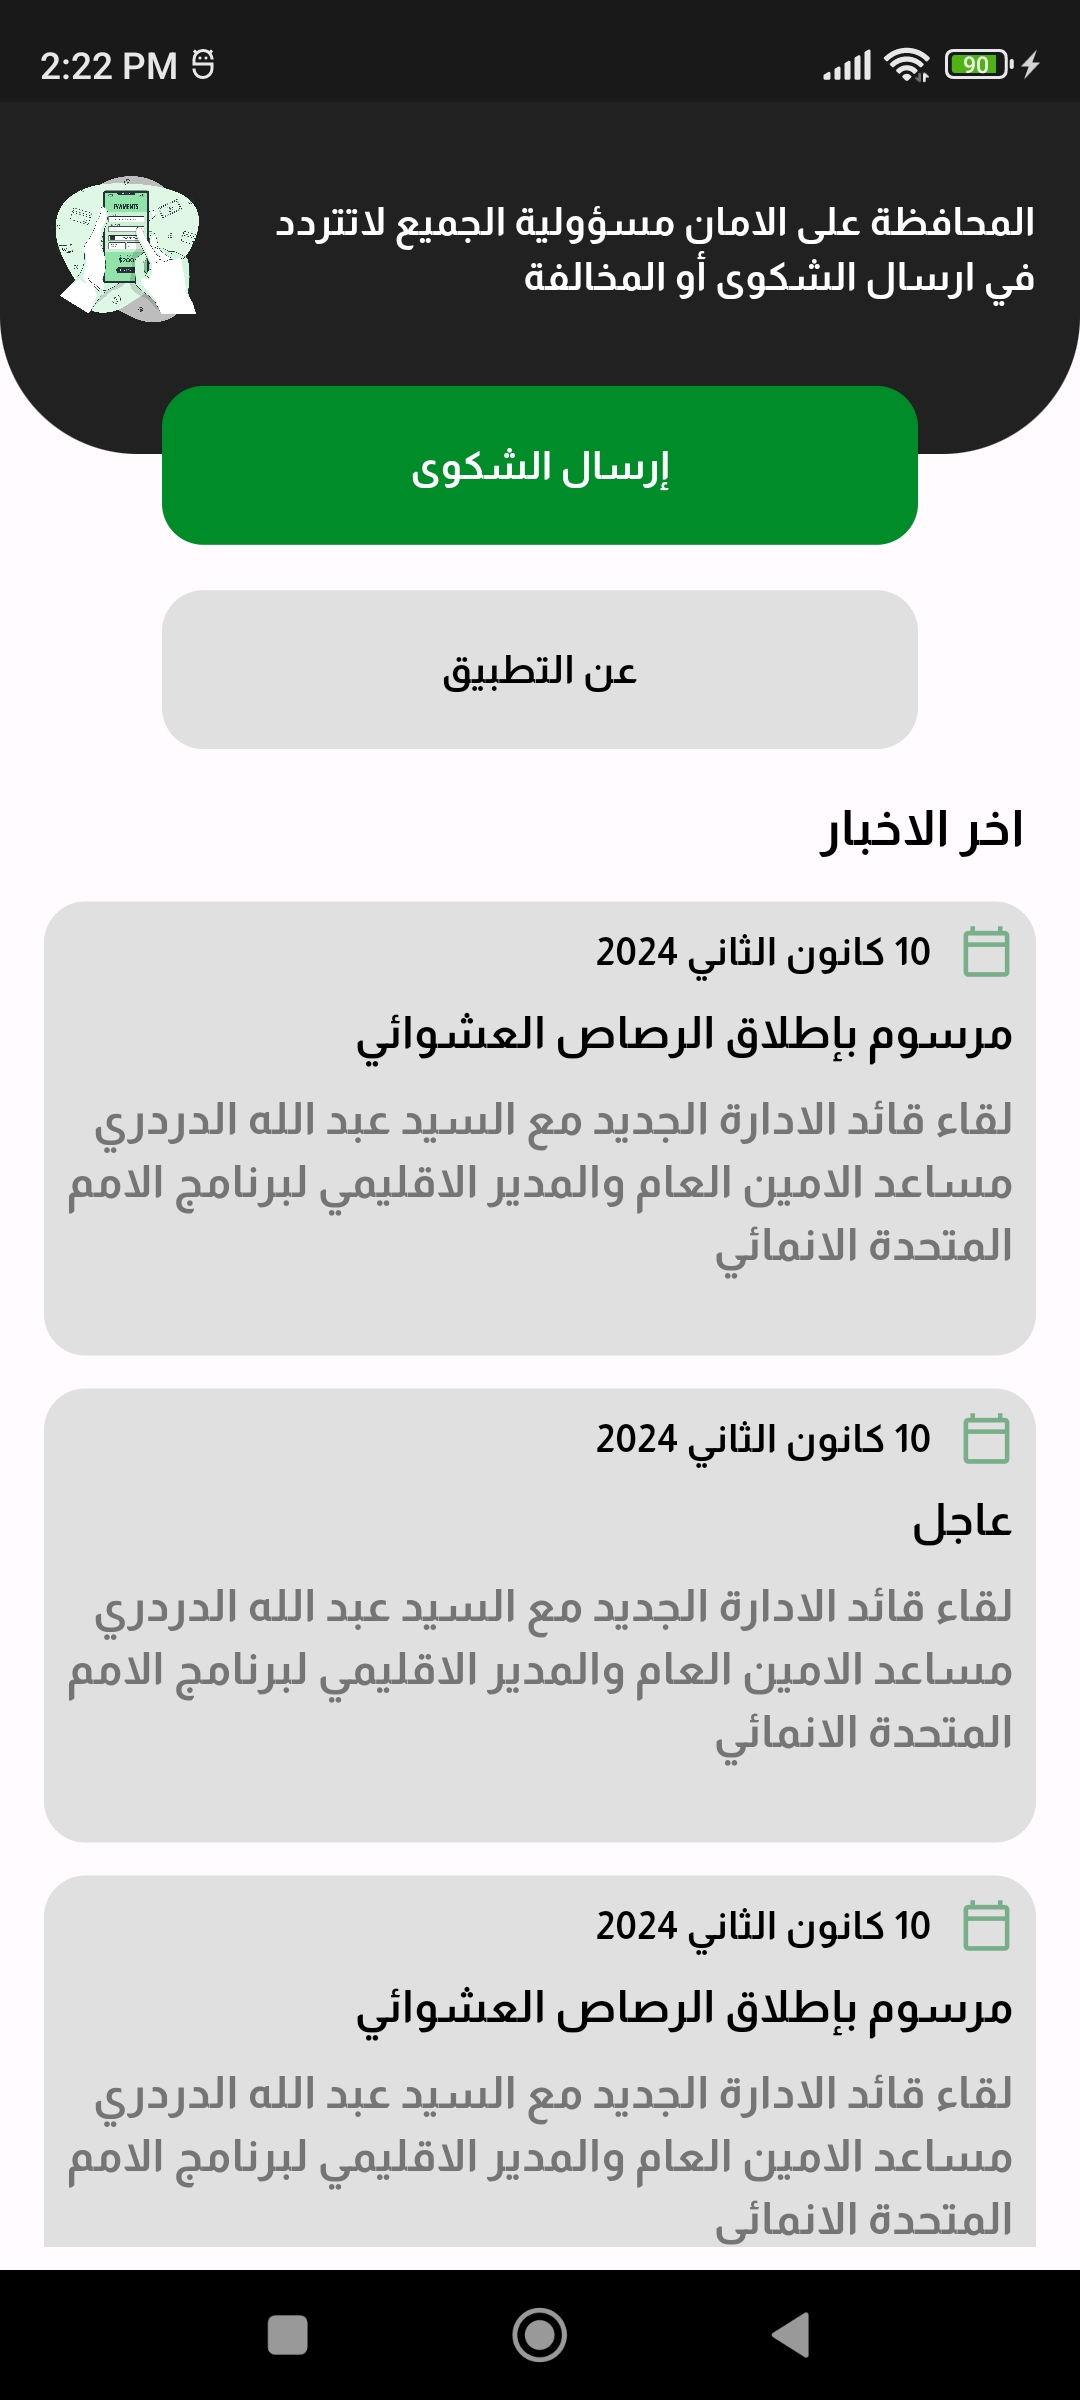 2:22 PM
90
PAYMENTS
المحافظة على الامان مسؤولية الجميع لاتتردد
في ارسال الشكوى أو المخالفة
إرسال الشكوى
عن التطبيق
اخر الاخبار
10 كانون الثاني 2024
مرسوم بإطلاق الرصاص العشوائي
لقاء قائد الادارة الجديد مع السيد عبد الله الدردري
مساعد الامين العام والمدير الاقليمي لبرنامج الامم
المتحدة الانمائي
10 كانون الثاني 2024
عاجل
لقاء قائد الادارة الجديد مع السيد عبد الله الدردري
مساعد الامين العام والمدير الاقليمي لبرنامج الامم
المتحدة الانمائي
10 كانون الثاني 2024
مرسوم بإطلاق الرصاص العشوائي
لقاء قائد الادارة الجديد مع السيد عبد الله الدردري
مساعد الامين العام والمدير الاقليمي لبرنامج الامم
المتحدة الانمائي